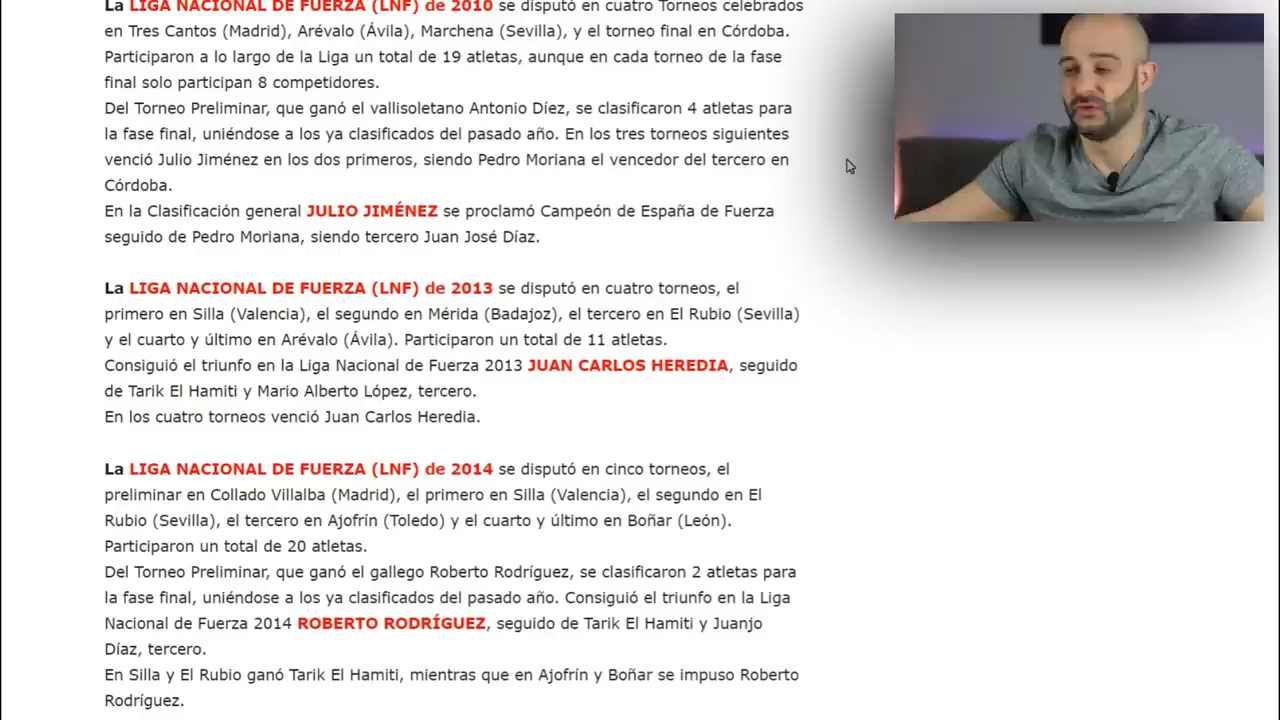 La LIGA NACIONAL DE FUERZA (LNF) de 2010 se disputó en cuatro Torneos celebrados
en Tres Cantos (Madrid), Arévalo (Ávila), Marchena (Sevilla), y el torneo final en Córdoba.
Participaron a lo largo de la Liga un total de 19 atletas, aunque en cada torneo de la fase
final solo participan 8 competidores.
Del Torneo Preliminar, que ganó el vallisoletano Antonio Díez, se clasificaron 4 atletas para
la fase final, uniéndose a los ya clasificados del pasado año. En los tres torneos siguientes
venció Julio Jiménez en los dos primeros, siendo Pedro Moriana el vencedor del tercero en
Córdoba.
En la Clasificación general JULIO JIMÉNEZ se proclamó Campeón de España de Fuerza
seguido de Pedro Moriana, siendo tercero Juan José Díaz.
La LIGA NACIONAL DE FUERZA (LNF) de 2013 se disputó en cuatro torneos, el
primero en Silla (Valencia), el segundo en Mérida (Badajoz), el tercero en El Rubio (Sevilla)
y el cuarto y último en Arévalo (Ávila). Participaron un total de 11 atletas.
Consiguió el triunfo en la Liga Nacional de Fuerza 2013 JUAN CARLOS HEREDIA, seguido
de Tarik El Hamiti y Mario Alberto López, tercero.
En los cuatro torneos venció Juan Carlos Heredia.
La LIGA NACIONAL DE FUERZA (LNF) de 2014 se disputó en cinco torneos, el
preliminar en Collado Villalba (Madrid), el primero en Silla (Valencia), el segundo en El
Rubio (Sevilla), el tercero en Ajofrín (Toledo) y el cuarto y último en Boñar (León).
Participaron un total de 20 atletas.
Del Torneo Preliminar, que ganó el gallego Roberto Rodríguez, se clasificaron 2 atletas para
la fase final, uniéndose a los ya clasificados del pasado año. Consiguió el triunfo en la Liga
Nacional de Fuerza 2014 ROBERTO RODRÍGUEZ, seguido de Tarik El Hamiti y Juanjo
Díaz, tercero.
En Silla y El Rubio ganó Tarik El Hamiti, mientras que en Ajofrín y Boñar se impuso Roberto
Rodríguez.